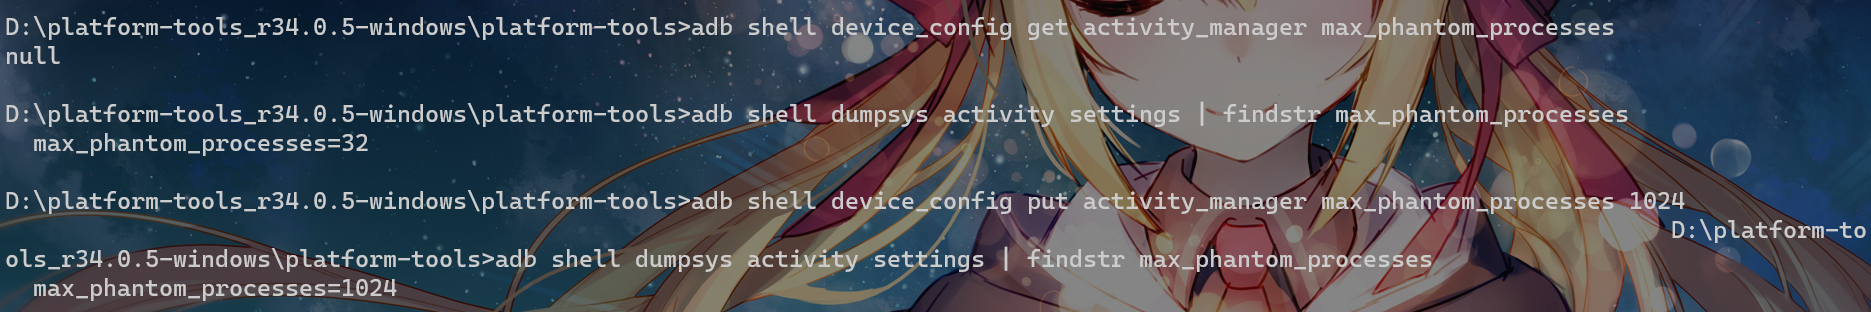 D:\platform-tools_r34.0.5-windows\platform-tools>adb shell device_config get activity_manager max_phantom_processes
null
D:\platform-tools_r34.0.5-windows\platform-tools>adb shell dumpsys activity settings | findstr max_phantom_processes
max_phantom_processes=32
D:\platform-tools_r34.0.5-windows\platform-tools>adb shell device_config put activity_manager max_phantom_processes 1024
D:\platform-to
ols_r34.0.5-windows\platform-tools>adb shell dumpsys activity settings | findstr max_phantom_processes
max_phantom_processes=1024